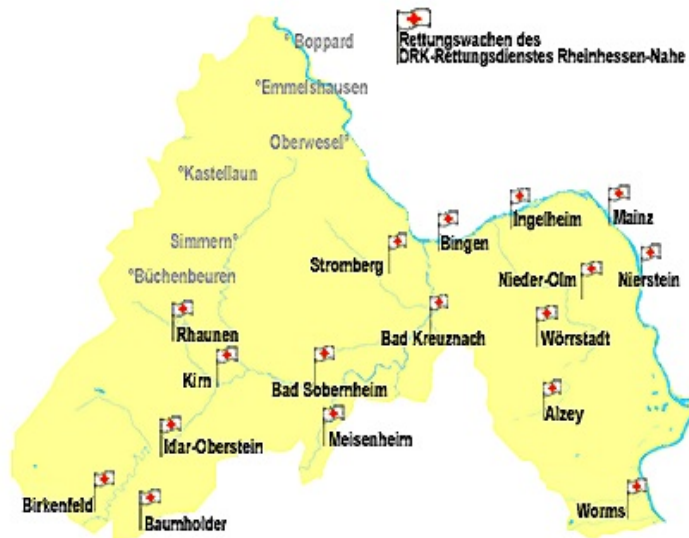 °Boppard
Rettungswachen des
DRK-Rettungsdienstes Rheinhessen-Nahe
°Emmelshausen
Oberwesel°
°Kastellaun
Ingelheim
Mainz
Bingen
Simmern°
Stromberg
°Büchenbeuren
Nieder-Olm
Nierstein
Rhaunen
Bad Kreuznach
Wörrstadt
Kirn
Bad Sobernheim
Alzey
Idar-Oberstein
Meisenheim
Birkenfeld
Baumholder
Worms